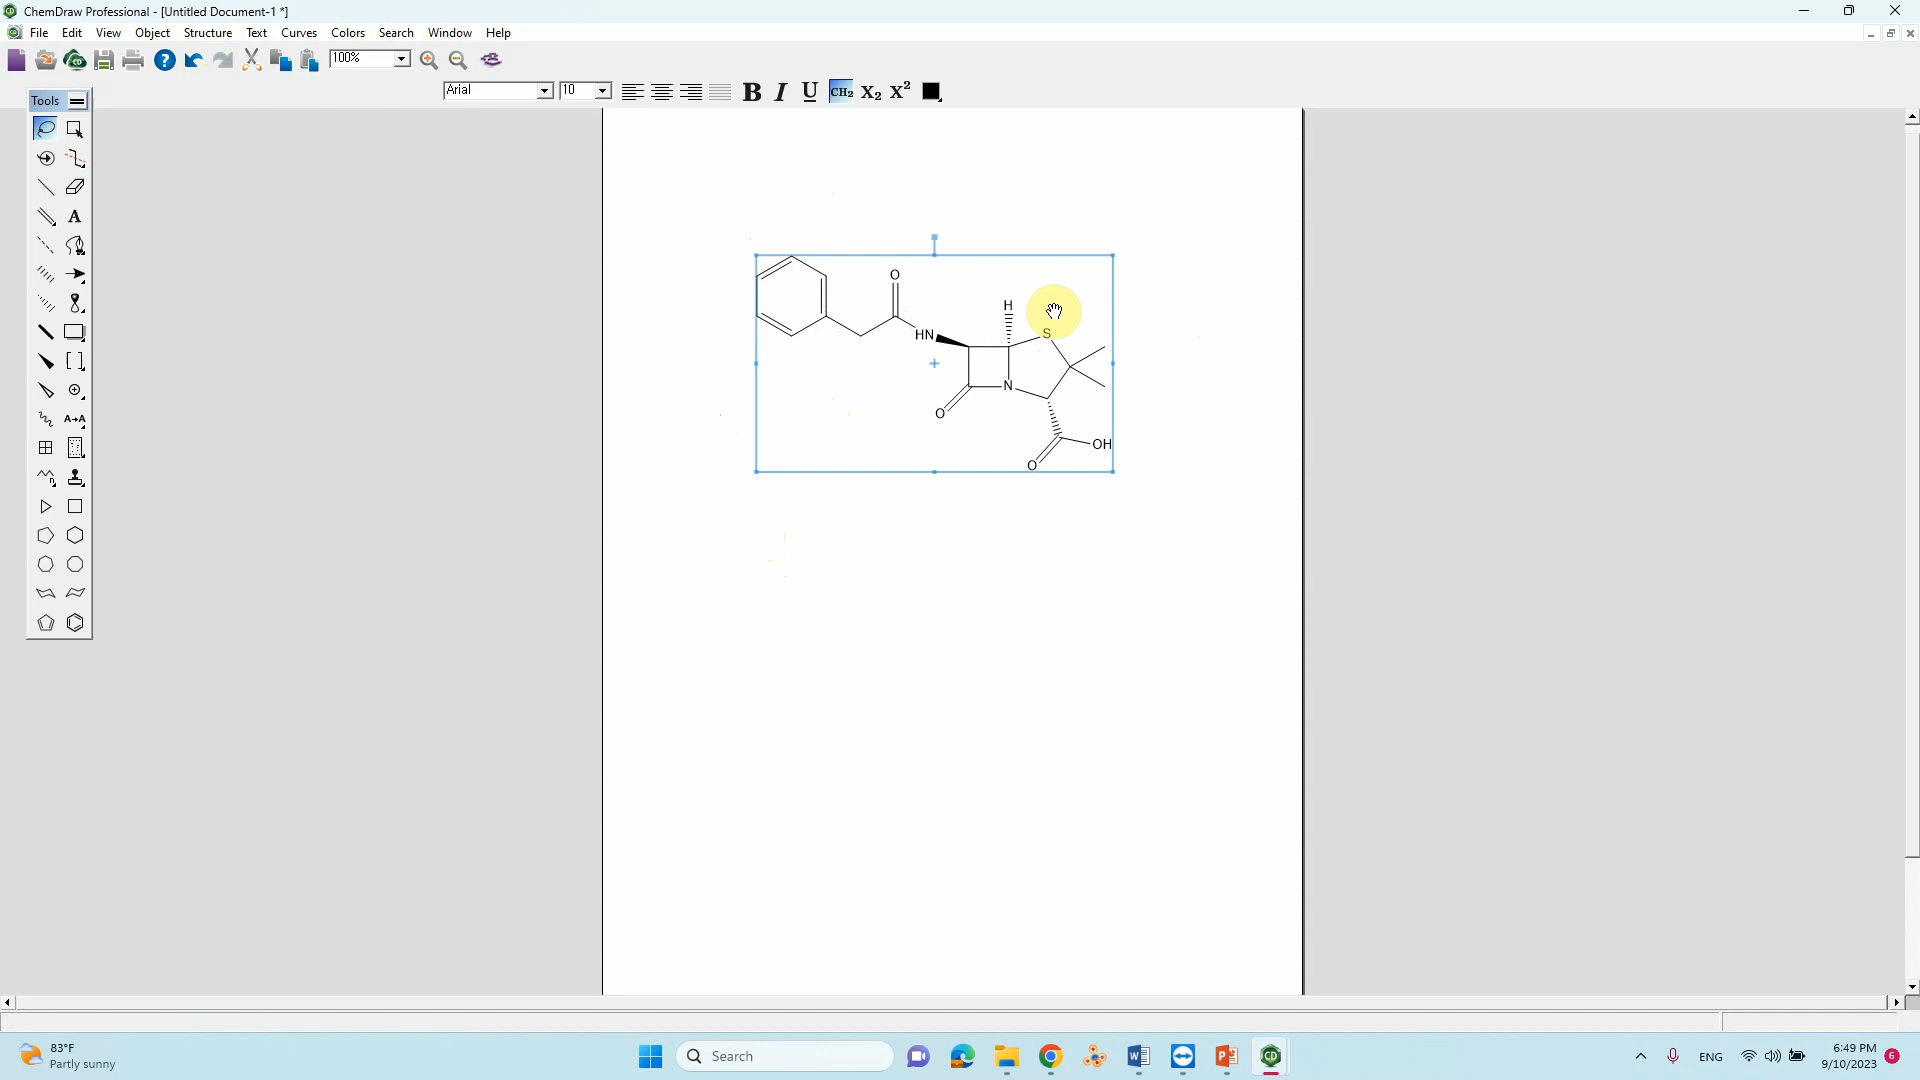 ChemDraw Professional - [Untitled Document-1 *]
File Edit View Object Structure Text Curves Colors Search Window Help
100%
Arial 10 B I U CH₂ X₂ X²
Tools
A
A→A
n
O
H
HN
S
N
O
OH
O
83°F
Partly sunny
Search
CD
ENG
6:49 PM
9/10/2023
6